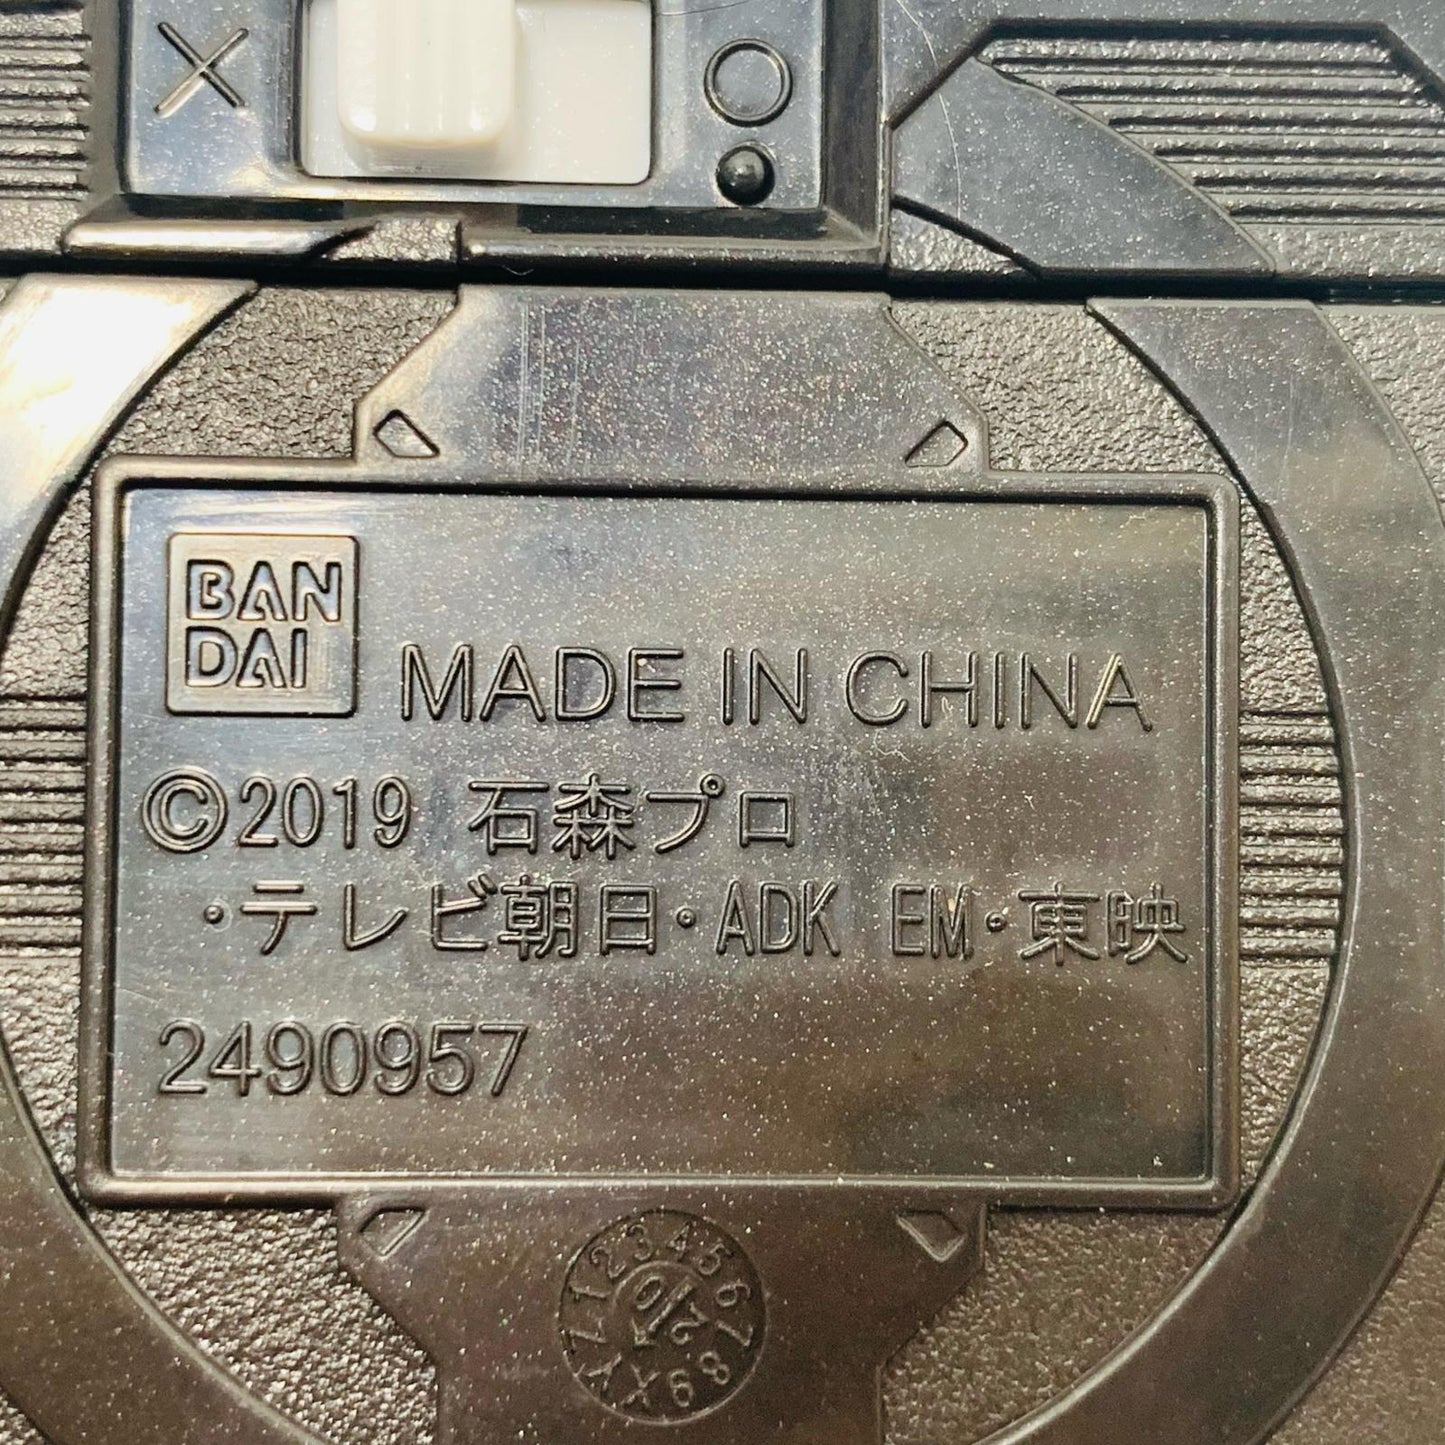 BAN
DAI
MADE IN CHINA
©2019 石森プロ
・テレビ朝日・ADK EM・東映
2490957
Z123456789XY